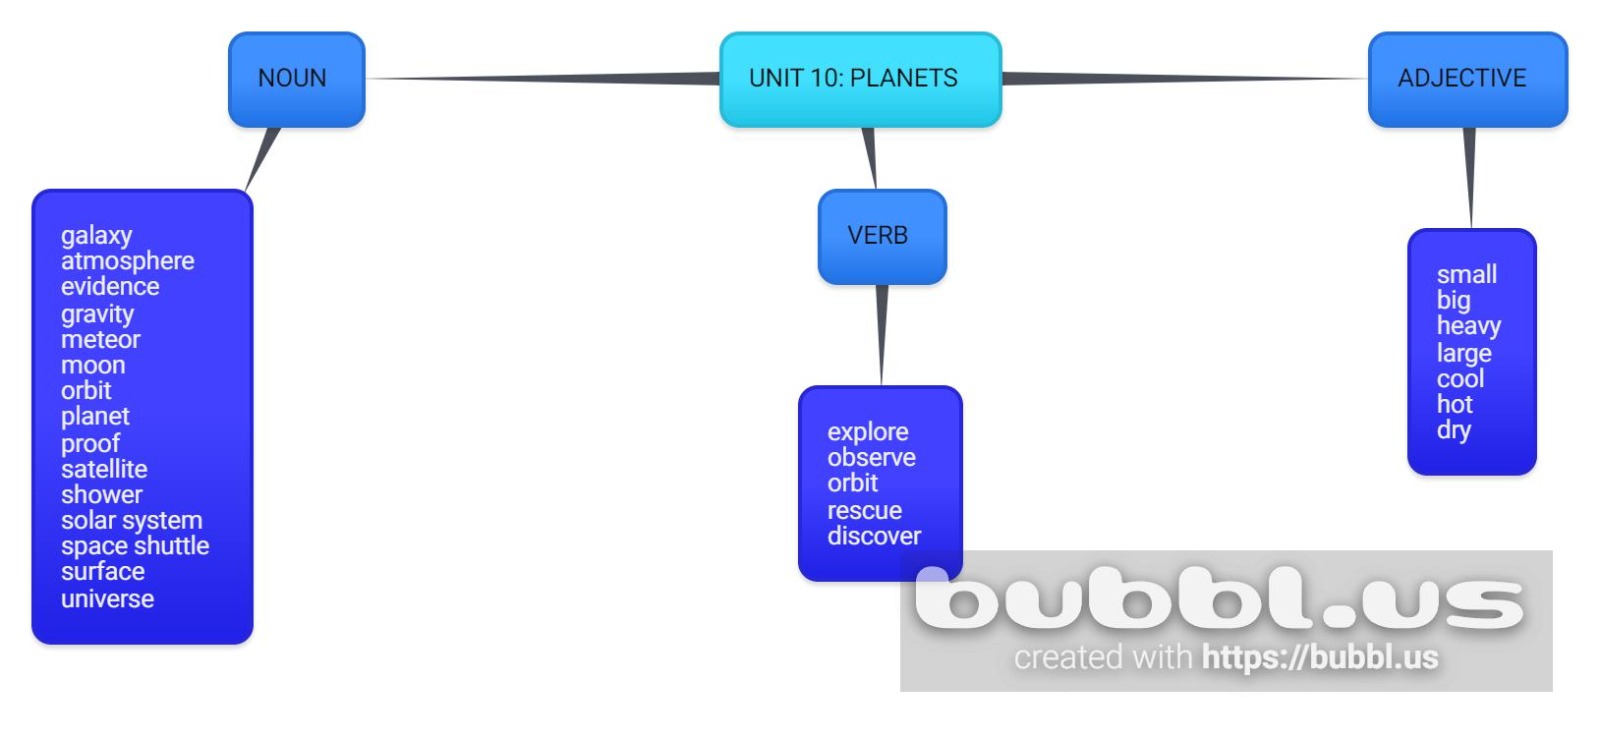 NOUN
UNIT 10: PLANETS
ADJECTIVE
galaxy
atmosphere
evidence
gravity
meteor
moon
orbit
planet
proof
satellite
shower
solar system
space shuttle
surface
universe
VERB
explore
observe
orbit
rescue
discover
small
big
heavy
large
cool
hot
dry
bubbl.us
created with https://bubbl.us